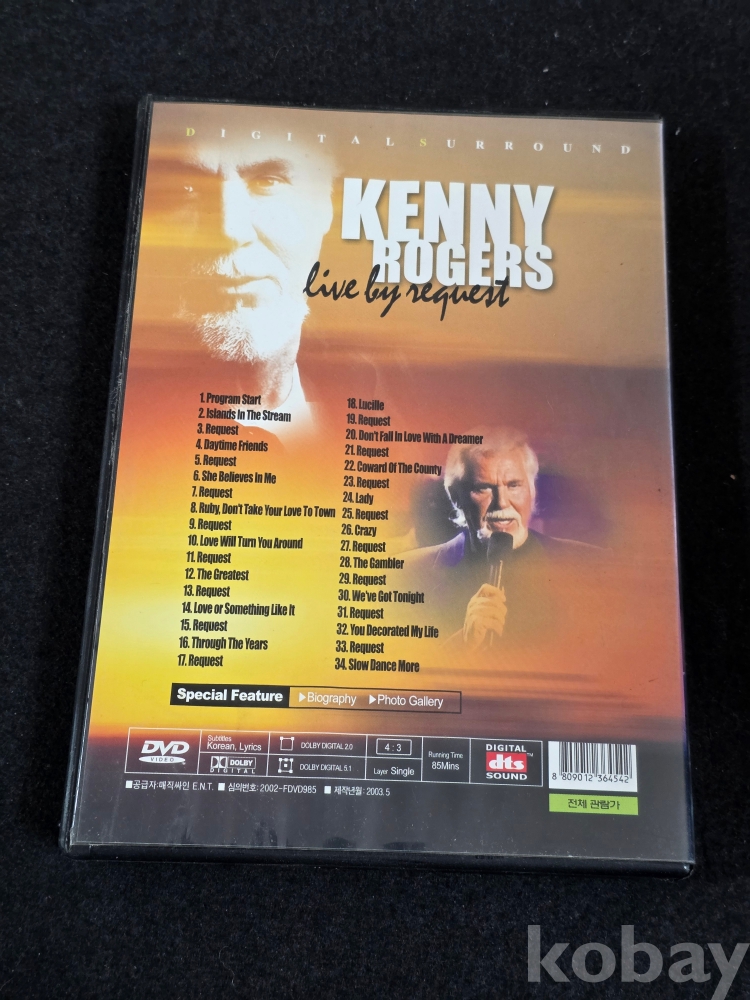 DIGITAL SURROUND
KENNY
ROGERS
live by request
1. Program Start
2. Islands In The Stream
3. Request
4. Daytime Friends
5. Request
6. She Believes In Me
7. Request
8. Ruby, Don't Take Your Love To Town
9. Request
10. Love Will Turn You Around
11. Request
12. The Greatest
13. Request
14. Love or Something Like It
15. Request
16. Through The Years
17. Request
18. Lucille
19. Request
20. Don't Fall In Love With A Dreamer
21. Request
22. Coward Of The County
23. Request
24. Lady
25. Request
26. Crazy
27. Request
28. The Gambler
29. Request
30. We've Got Tonight
31. Request
32. You Decorated My Life
33. Request
34. Slow Dance More
Special Feature ▶Biography ▶Photo Gallery
DVD
VIDEO
Subtitles
Korean, Lyrics
DOLBY
DIGITAL
DOLBY DIGITAL 2.0
DOLBY DIGITAL 5.1
4 : 3
Layer Single
Running Time
85Mins
DIGITAL
dts
SOUND
TM
8 809012 364542
전체 관람가
■공급자:매직싸인 E.N.T. ■ 심의번호: 2002-FDVD985 ■ 제작년월: 2003.5
kobay